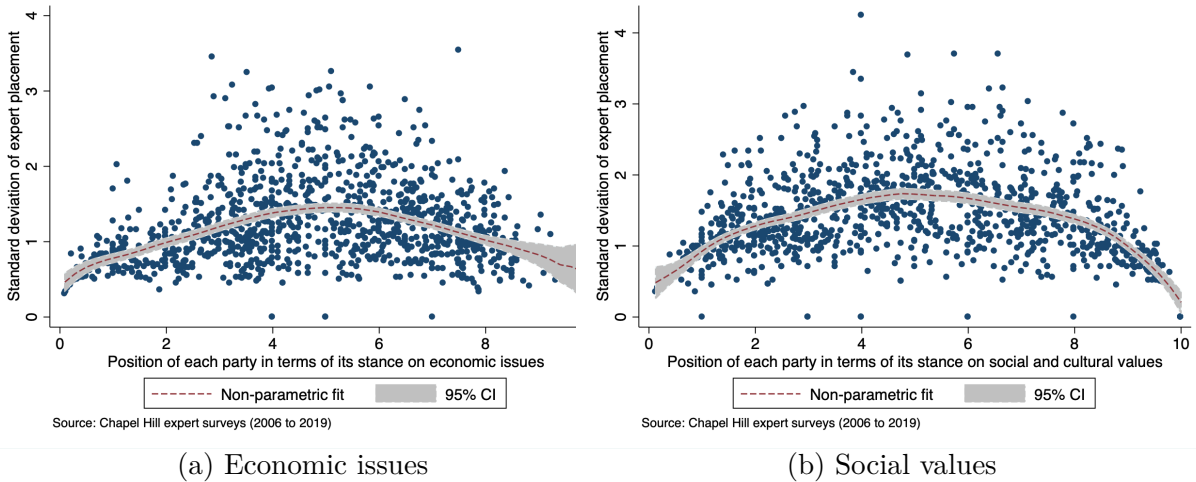 4
3
2
1
0
Standard deviation of expert placement
0 2 4 6 8
Position of each party in terms of its stance on economic issues
Non-parametric fit 95% CI
Source: Chapel Hill expert surveys (2006 to 2019)
(a) Economic issues
4
3
2
1
0
Standard deviation of expert placement
0 2 4 6 8 10
Position of each party in terms of its stance on social and cultural values
Non-parametric fit 95% CI
Source: Chapel Hill expert surveys (2006 to 2019)
(b) Social values